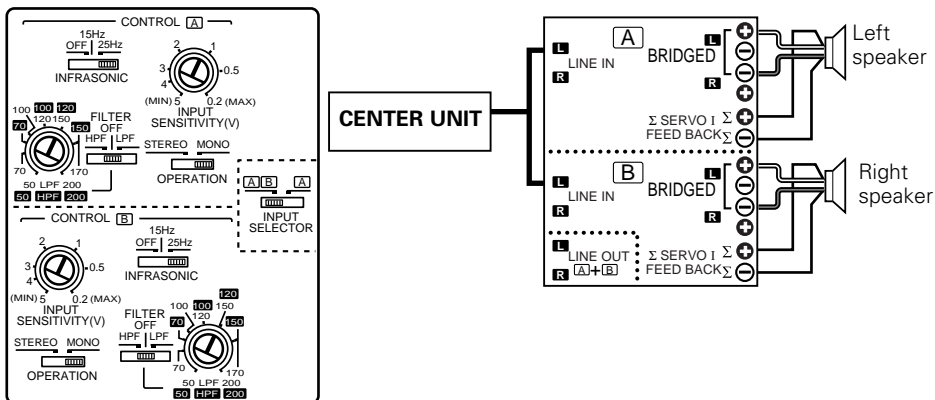 CONTROL A
15Hz
OFF 25Hz
INFRASONIC
2 1
3 0.5
4
(MIN) 5 0.2 (MAX)
INPUT
SENSITIVITY(V)
100 100 120
120 150
70 150
70 170
50 LPF 200
50 HPF 200
FILTER
OFF
HPF LPF
STEREO MONO
OPERATION
A B A
INPUT
SELECTOR
CONTROL B
15Hz
OFF 25Hz
INFRASONIC
2 1
3 0.5
4
(MIN) 5 0.2 (MAX)
INPUT
SENSITIVITY(V)
STEREO MONO
OPERATION
FILTER
OFF
HPF LPF
120
100 100 150
120
70 150
70 170
50 LPF 200
50 HPF 200
CENTER UNIT
A
L
LINE IN
R
BRIDGED
L
R
Σ SERVO I Σ
FEED BACK Σ
B
L
LINE IN
R
BRIDGED
L
R
L
LINE OUT
R A+B
Σ SERVO I Σ
FEED BACK Σ
Left
speaker
Right
speaker